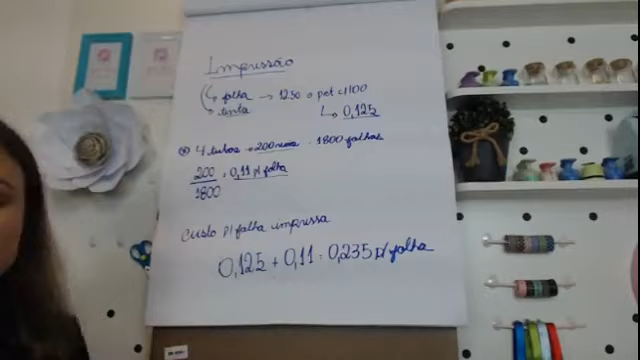 Impressão
↳ folha → 12.50 o pct c/100
• tinta ↳ 0,125
4 tubos = 200 reais = 1800 folhas
200 = 0,11 p/ folha
1800
Custo p/ folha impressa
0,125 + 0,11 = 0,235 p/ folha